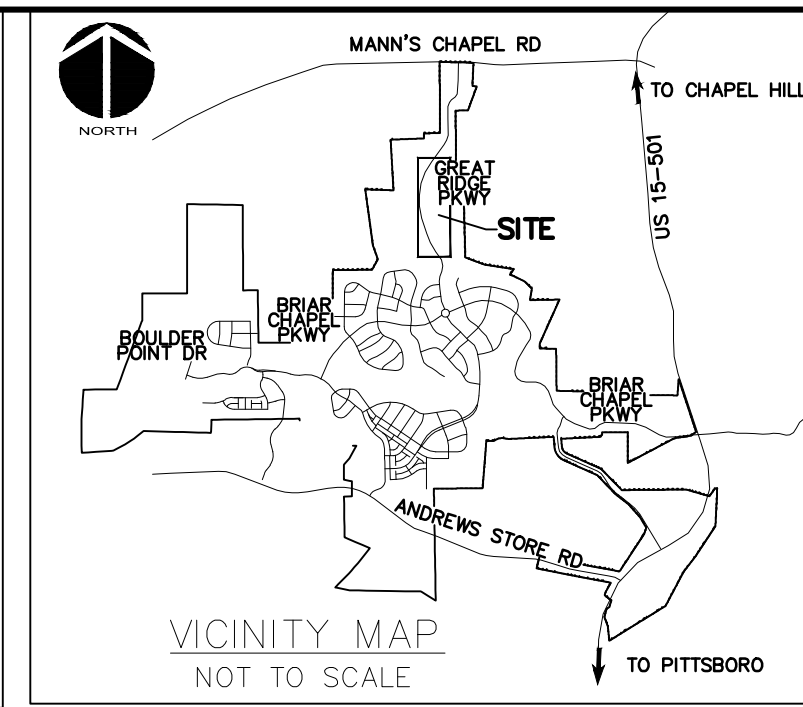 MANN'S CHAPEL RD
NORTH
TO CHAPEL HILL
US 15-501
GREAT
RIDGE
PKWY
SITE
BRIAR
CHAPEL
PKWY
BOULDER
POINT DR
BRIAR
CHAPEL
PKWY
ANDREWS STORE RD
VICINITY MAP
NOT TO SCALE
TO PITTSBORO